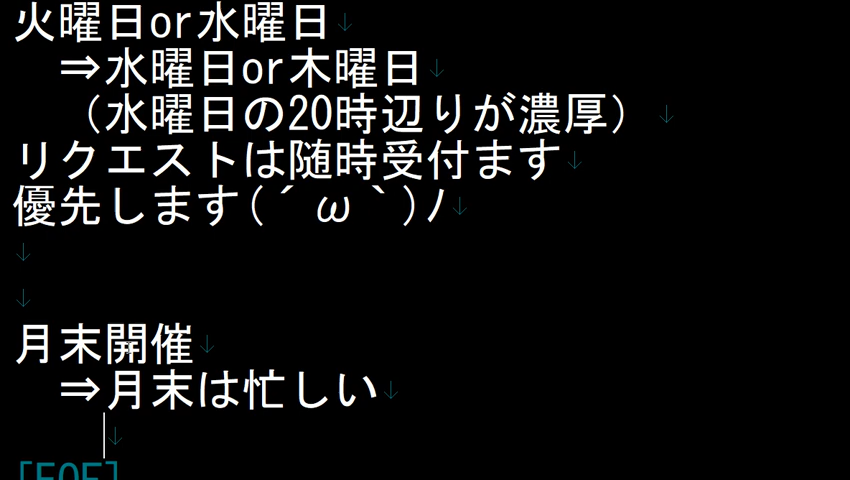 火曜日or水曜日↓
⇒水曜日or木曜日↓
（水曜日の20時辺りが濃厚）↓
リクエストは随時受付ます↓
優先します(´ω`)ﾉ↓
↓
↓
月末開催↓
⇒月末は忙しい↓
↓
[EOF]